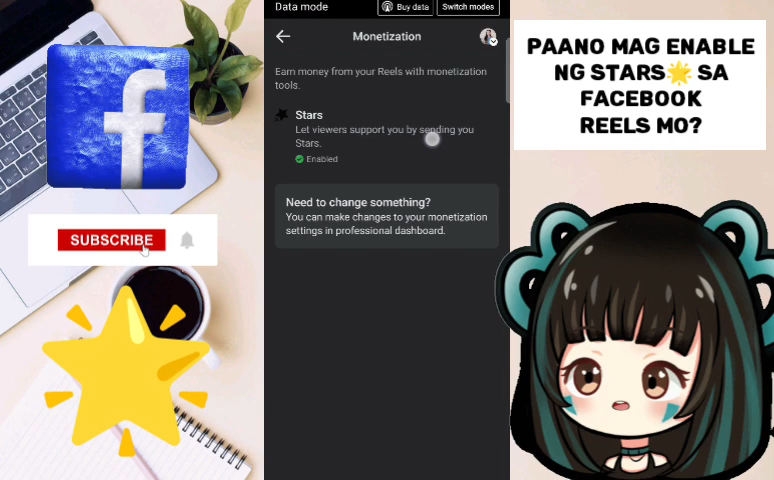 Data mode
Buy data
Switch modes
Monetization
Earn money from your Reels with monetization
tools.
Stars
Let viewers support you by sending you
Stars.
Enabled
Need to change something?
You can make changes to your monetization
settings in professional dashboard.
f
SUBSCRIBE
PAANO MAG ENABLE
NG STARS🌟 SA
FACEBOOK
REELS MO?